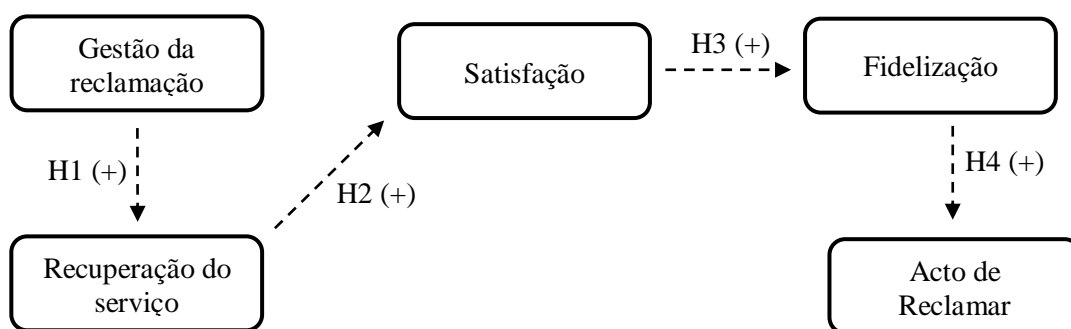 Gestão da
reclamação
H1 (+)
Recuperação do
serviço
H2 (+)
Satisfação
H3 (+)
Fidelização
H4 (+)
Acto de
Reclamar